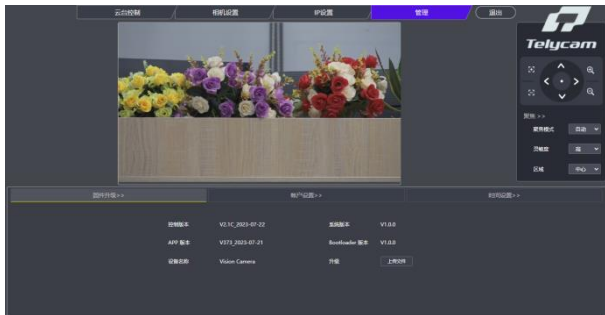 云台控制
相机设置
IP设置
管理
退出
Telycam
聚焦 >>
聚焦模式 自动
灵敏度 高
区域 中心
固件升级>>
帐户设置>>
时间设置>>
控制版本 V2.1C_2023-07-22 系统版本 V1.0.0
APP 版本 V373_2023-07-21 Bootloader 版本 V1.0.0
设备名称 Vision Camera 升级 上传文件